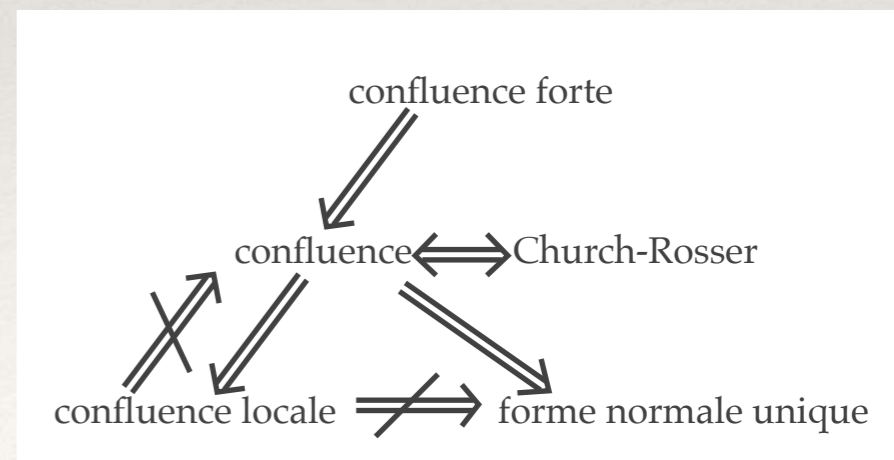 confluence forte
confluence Church-Rosser
confluence locale forme normale unique